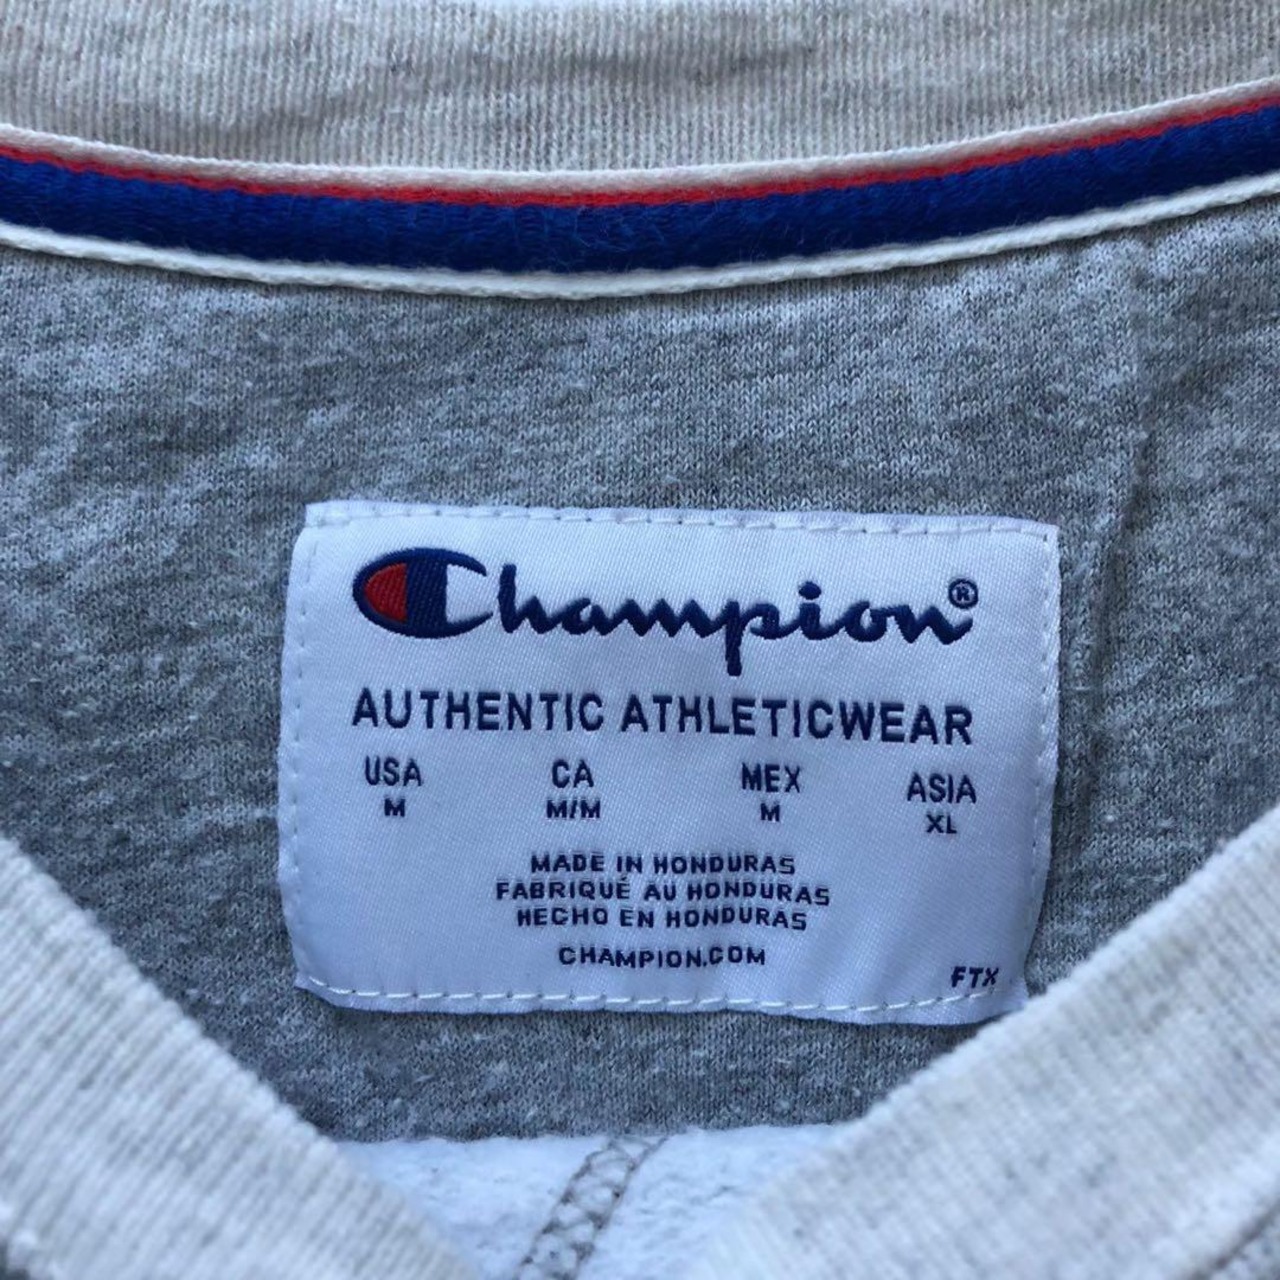 Champion®
AUTHENTIC ATHLETICWEAR
USA CA MEX ASIA
M M/M M XL
MADE IN HONDURAS
FABRIQUÉ AU HONDURAS
HECHO EN HONDURAS
CHAMPION.COM
FTX